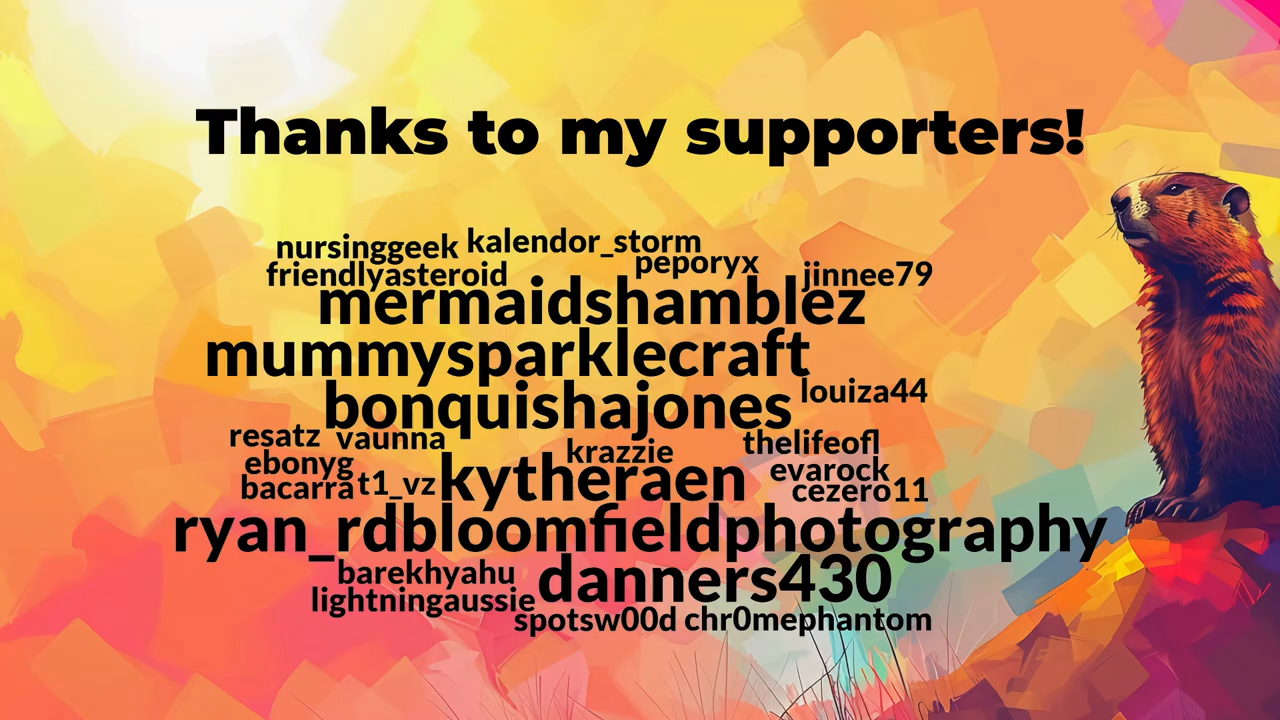 Thanks to my supporters!
nursinggeek kalendor_storm
friendlyasteroid peporyx jinnee79
mermaidshamblez
mummysparklecraft
bonquishajones louiza44
resatz vaunna krazzie thelifeofl
ebonyg kytheraen evarock
bacarra t1_vz cezero11
ryan_rdbloomfieldphotography
barekhyahu danners430
lightningaussie
spotsw00d chr0mephantom